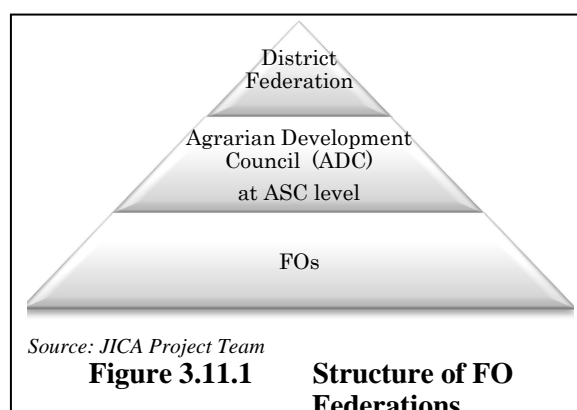 District
Federation
Agrarian Development
Council (ADC)
at ASC level
FOs
Source: JICA Project Team
Figure 3.11.1 Structure of FO
Federations